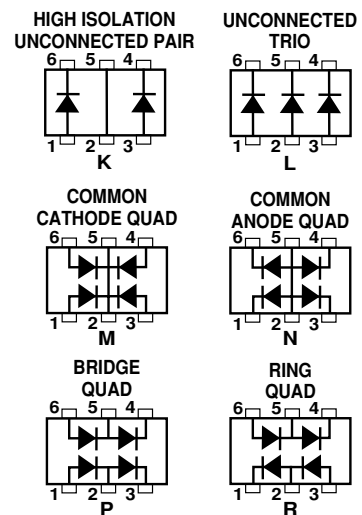 HIGH ISOLATION
UNCONNECTED PAIR
6 5 4
1 2 3
K
UNCONNECTED
TRIO
6 5 4
1 2 3
L
COMMON
CATHODE QUAD
6 5 4
1 2 3
M
COMMON
ANODE QUAD
6 5 4
1 2 3
N
BRIDGE
QUAD
6 5 4
1 2 3
P
RING
QUAD
6 5 4
1 2 3
R